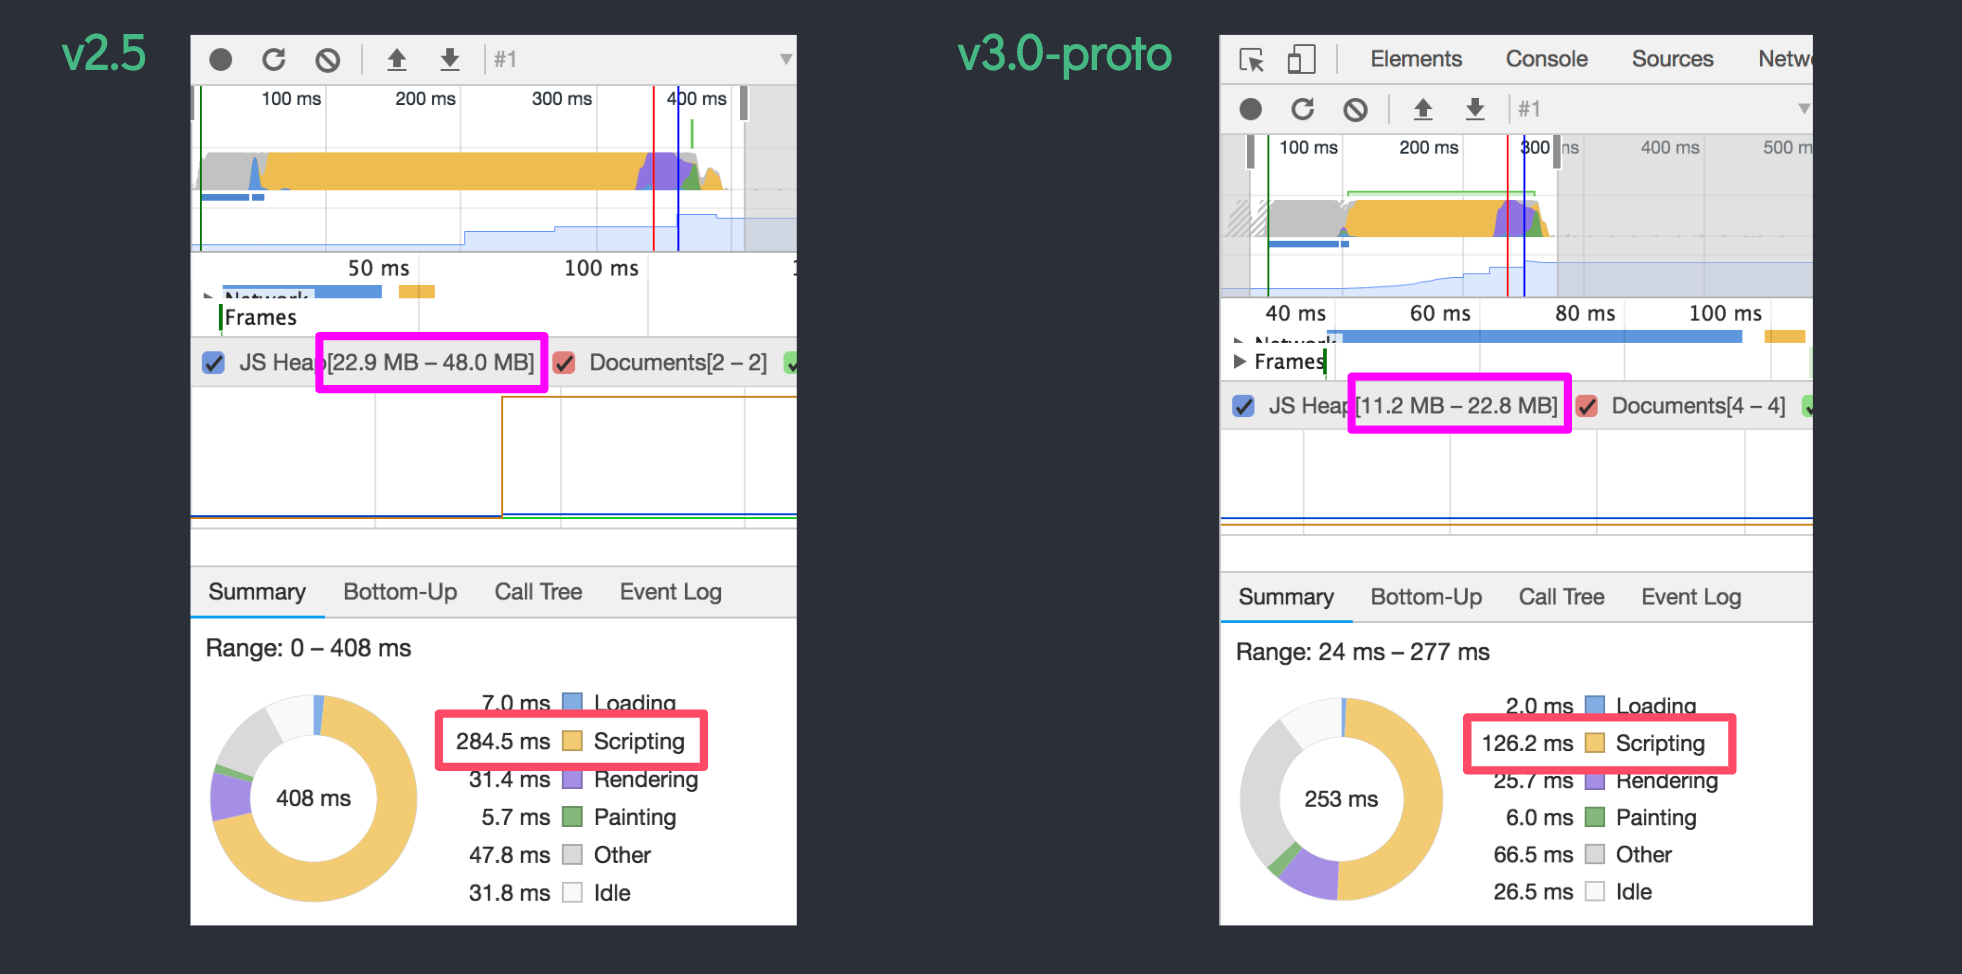 v2.5
#1
100 ms 200 ms 300 ms 400 ms
50 ms 100 ms
Network
Frames
JS Heap[22.9 MB – 48.0 MB] Documents[2 – 2]
Summary Bottom-Up Call Tree Event Log
Range: 0 – 408 ms
408 ms
7.0 ms Loading
284.5 ms Scripting
31.4 ms Rendering
5.7 ms Painting
47.8 ms Other
31.8 ms Idle
v3.0-proto
Elements Console Sources Netw
#1
100 ms 200 ms 300 ms 400 ms 500 m
40 ms 60 ms 80 ms 100 ms
Network
Frames
JS Heap[11.2 MB – 22.8 MB] Documents[4 – 4]
Summary Bottom-Up Call Tree Event Log
Range: 24 ms – 277 ms
253 ms
2.0 ms Loading
126.2 ms Scripting
25.7 ms Rendering
6.0 ms Painting
66.5 ms Other
26.5 ms Idle